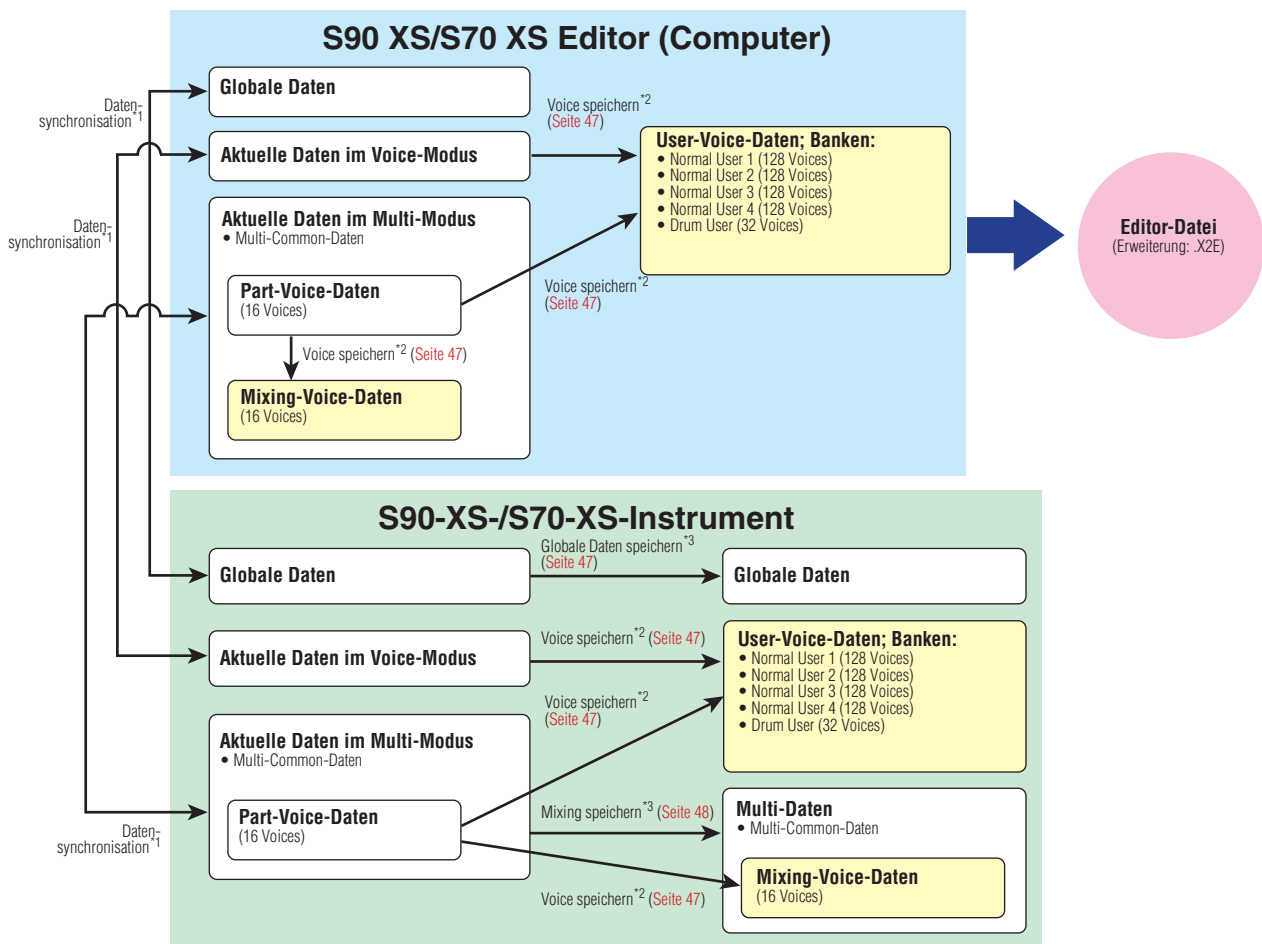 S90 XS/S70 XS Editor (Computer)
Globale Daten
Daten-
synchronisation*1
Voice speichern*2
(Seite 47)
Aktuelle Daten im Voice-Modus
User-Voice-Daten; Banken:
• Normal User 1 (128 Voices)
• Normal User 2 (128 Voices)
• Normal User 3 (128 Voices)
• Normal User 4 (128 Voices)
• Drum User (32 Voices)
Daten-
synchronisation*1
Aktuelle Daten im Multi-Modus
• Multi-Common-Daten
Editor-Datei
(Erweiterung: .X2E)
Part-Voice-Daten
(16 Voices)
Voice speichern*2
(Seite 47)
Voice speichern*2 (Seite 47)
Mixing-Voice-Daten
(16 Voices)
S90-XS-/S70-XS-Instrument
Globale Daten speichern*3
(Seite 47)
Globale Daten
Globale Daten
Voice speichern*2 (Seite 47)
Aktuelle Daten im Voice-Modus
User-Voice-Daten; Banken:
• Normal User 1 (128 Voices)
• Normal User 2 (128 Voices)
• Normal User 3 (128 Voices)
• Normal User 4 (128 Voices)
• Drum User (32 Voices)
Voice speichern*2
(Seite 47)
Aktuelle Daten im Multi-Modus
• Multi-Common-Daten
Part-Voice-Daten
(16 Voices)
Mixing speichern*3 (Seite 48)
Multi-Daten
• Multi-Common-Daten
Daten-
synchronisation*1
Mixing-Voice-Daten
(16 Voices)
Voice speichern*2 (Seite 47)